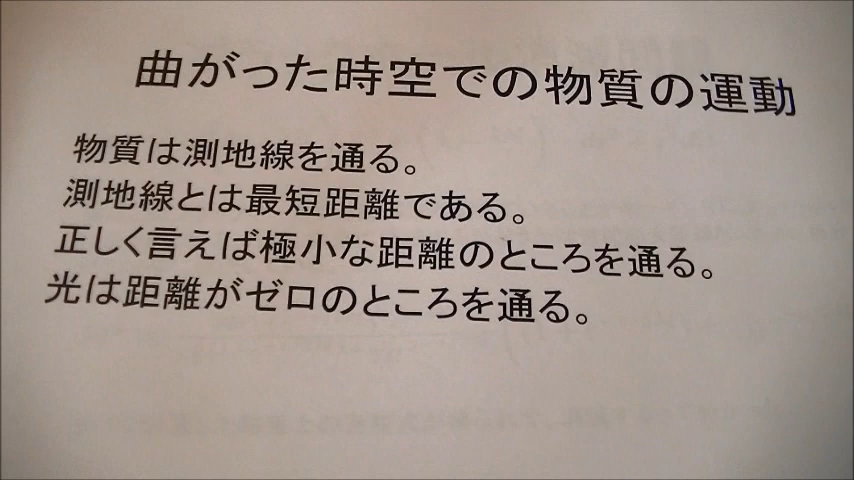 曲がった時空での物質の運動
物質は測地線を通る。
測地線とは最短距離である。
正しく言えば極小な距離のところを通る。
光は距離がゼロのところを通る。